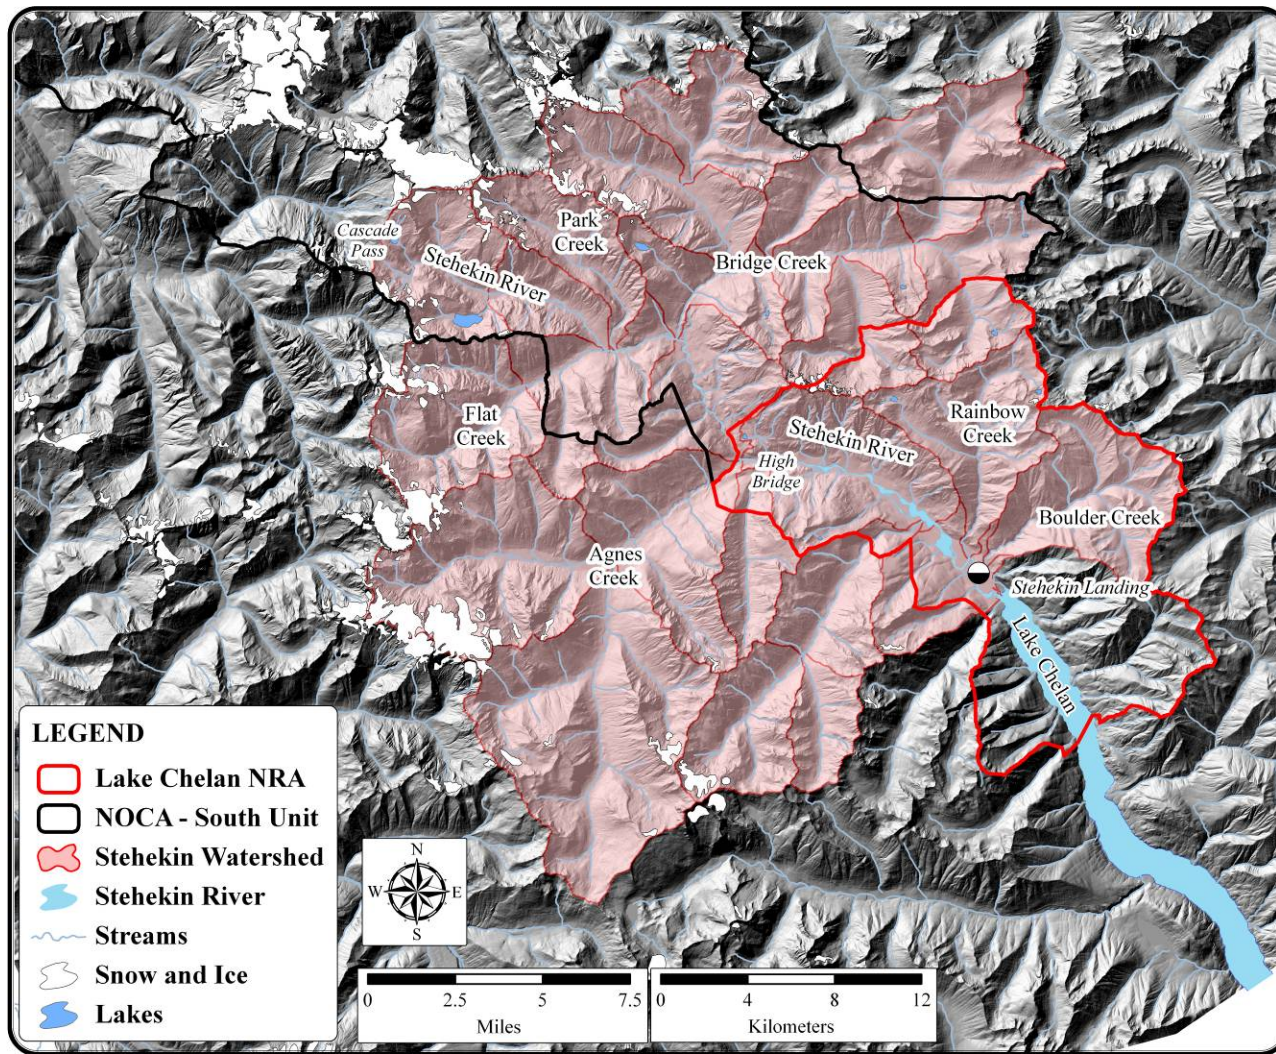 Cascade
Pass
Stehekin River
Park
Creek
Bridge Creek
Flat
Creek
Stehekin River
Rainbow
Creek
High
Bridge
Boulder Creek
Agnes
Creek
Stehekin Landing
Lake Chelan
LEGEND
Lake Chelan NRA
NOCA - South Unit
Stehekin Watershed
Stehekin River
Streams
Snow and Ice
Lakes
N
W E
S
0 2.5 5 7.5
Miles
0 4 8 12
Kilometers